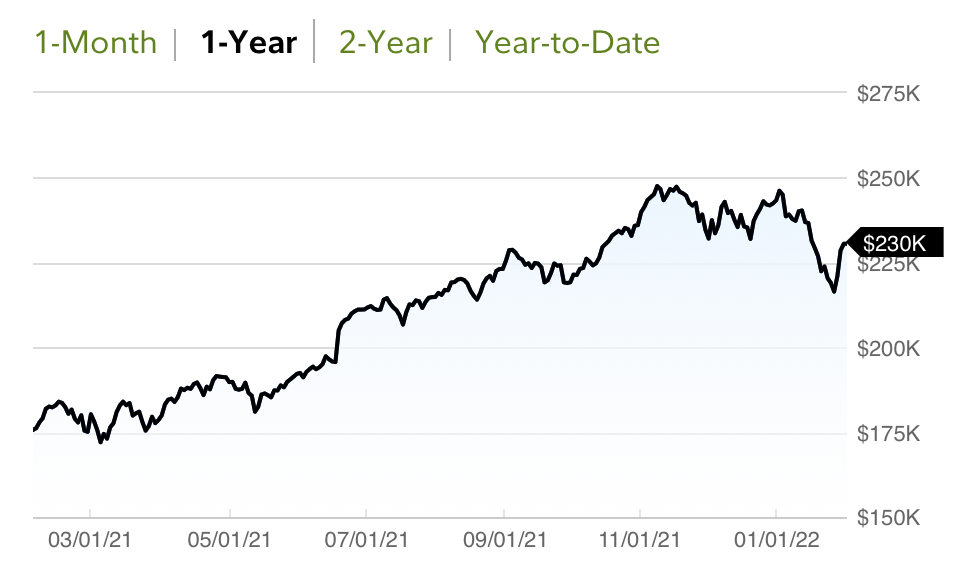 1-Month | 1-Year | 2-Year | Year-to-Date
$275K
$250K
$230K
$225K
$200K
$175K
$150K
03/01/21 05/01/21 07/01/21 09/01/21 11/01/21 01/01/22